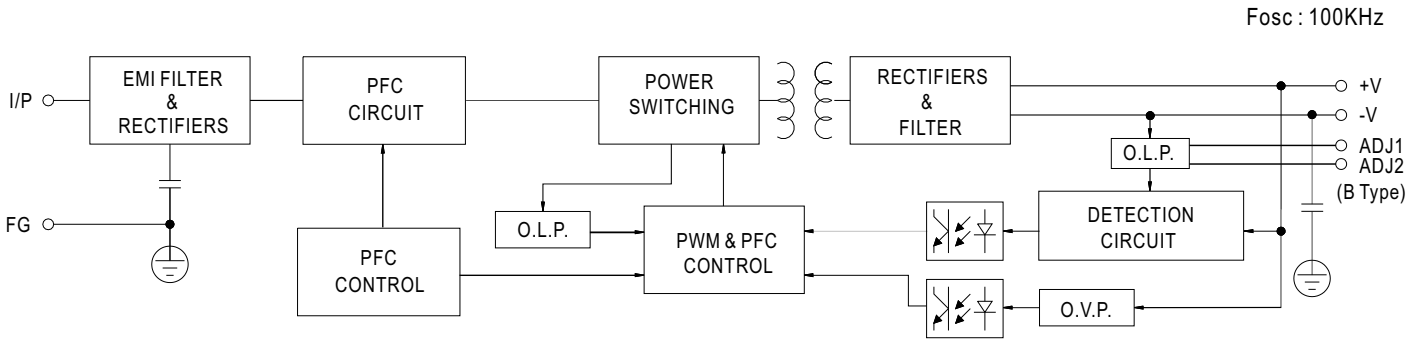 Fosc : 100KHz
I/P
EMI FILTER
&
RECTIFIERS
PFC
CIRCUIT
POWER
SWITCHING
RECTIFIERS
&
FILTER
+V
-V
O.L.P.
ADJ1
ADJ2
(B Type)
FG
O.L.P.
PFC
CONTROL
PWM & PFC
CONTROL
DETECTION
CIRCUIT
O.V.P.